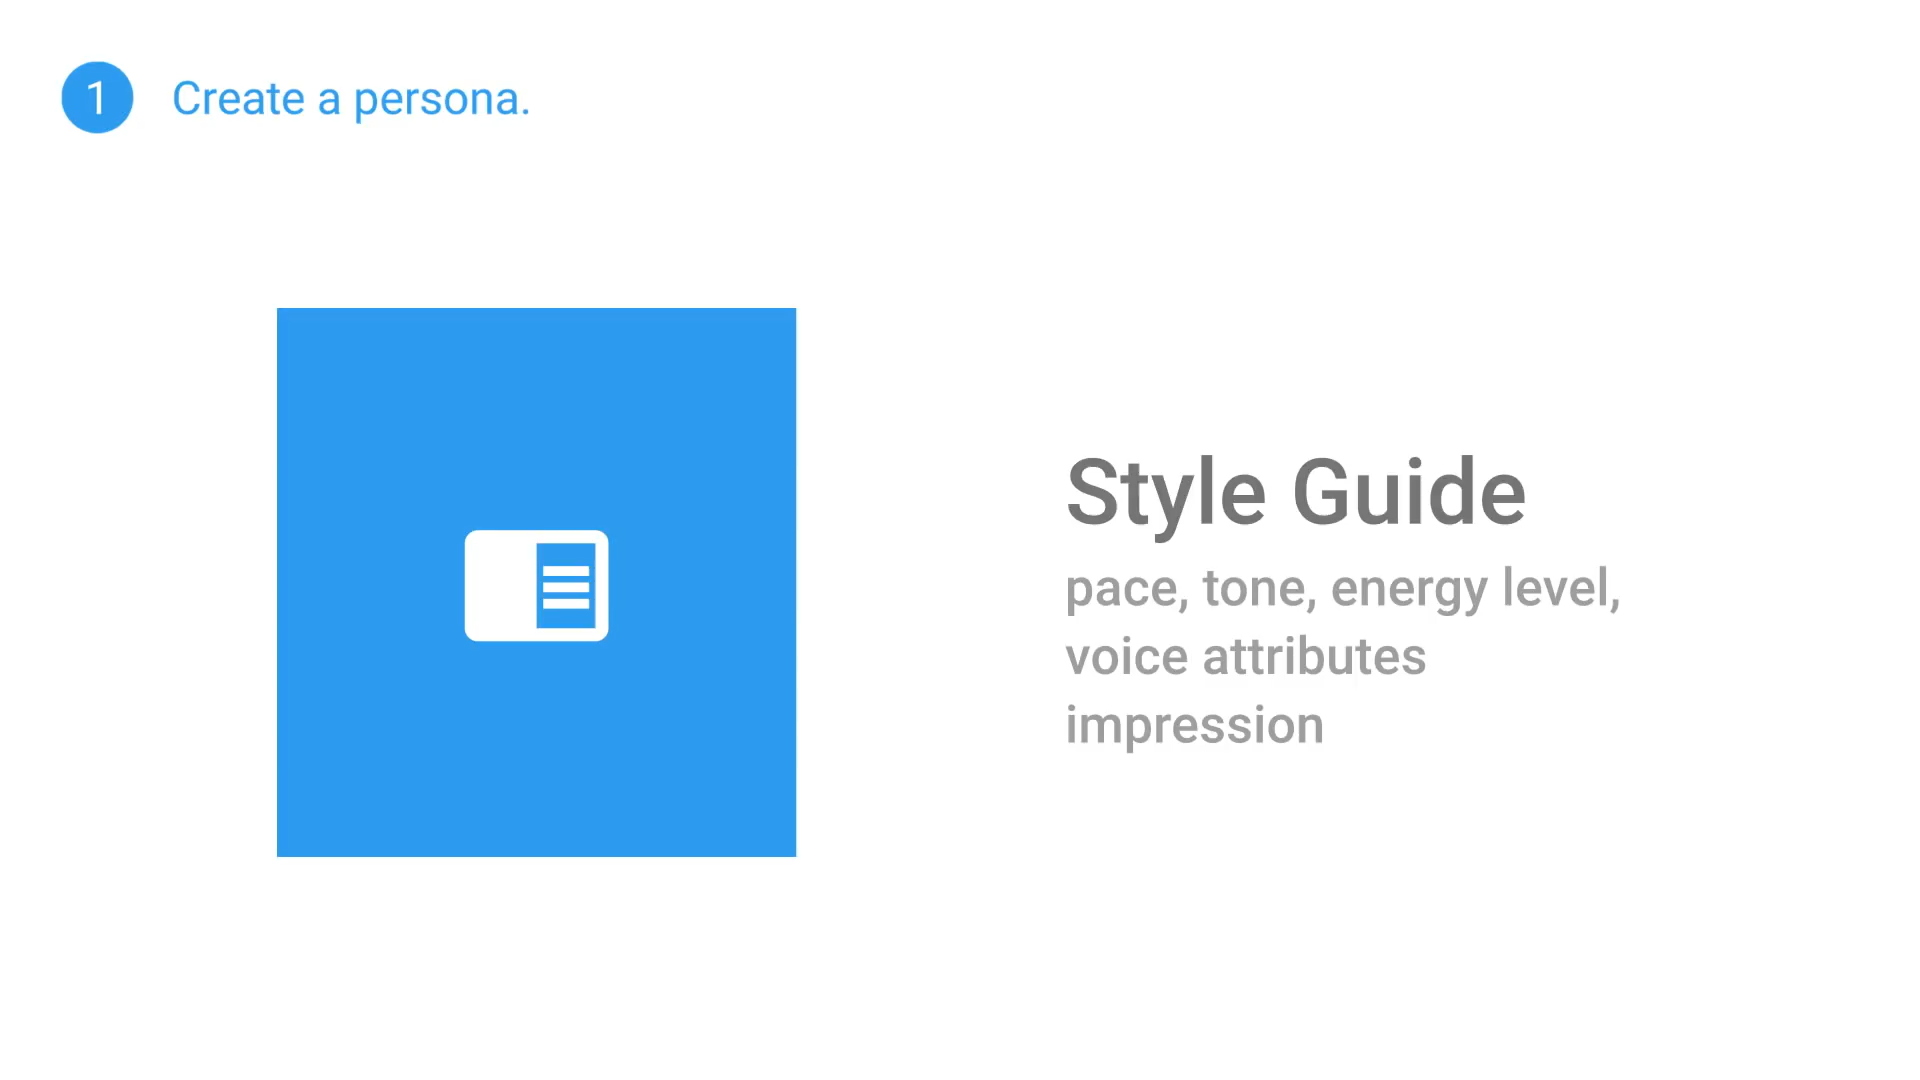 1 Create a persona.
Style Guide
pace, tone, energy level,
voice attributes
impression